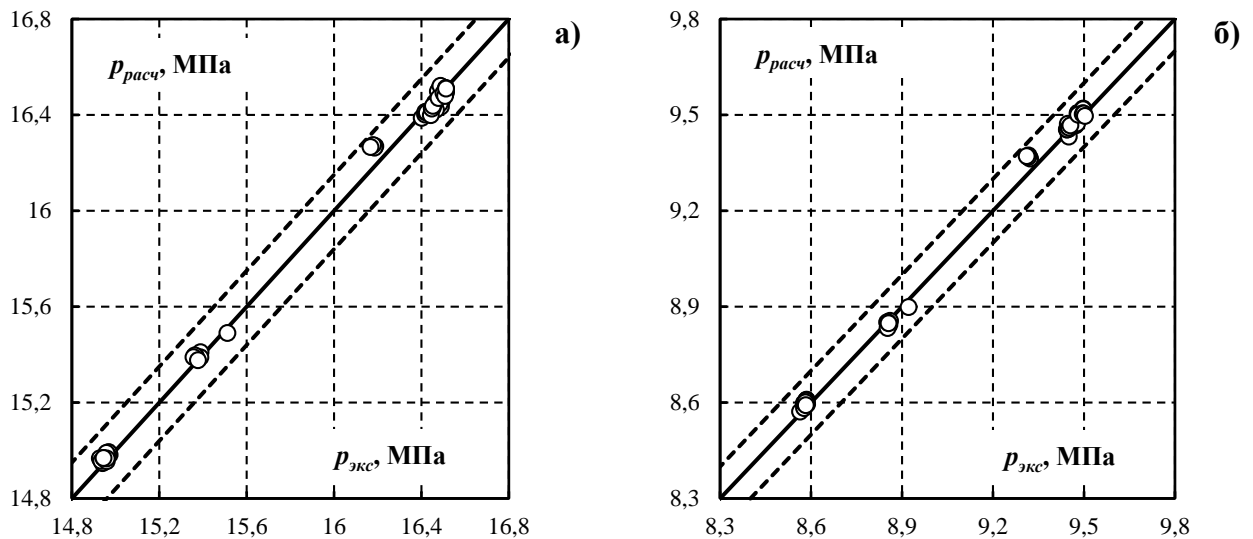 а)
p_расч, МПа
16,8
16,4
16
15,6
15,2
14,8
p_экс, МПа
14,8 15,2 15,6 16 16,4 16,8
б)
p_расч, МПа
9,8
9,5
9,2
8,9
8,6
8,3
p_экс, МПа
8,3 8,6 8,9 9,2 9,5 9,8